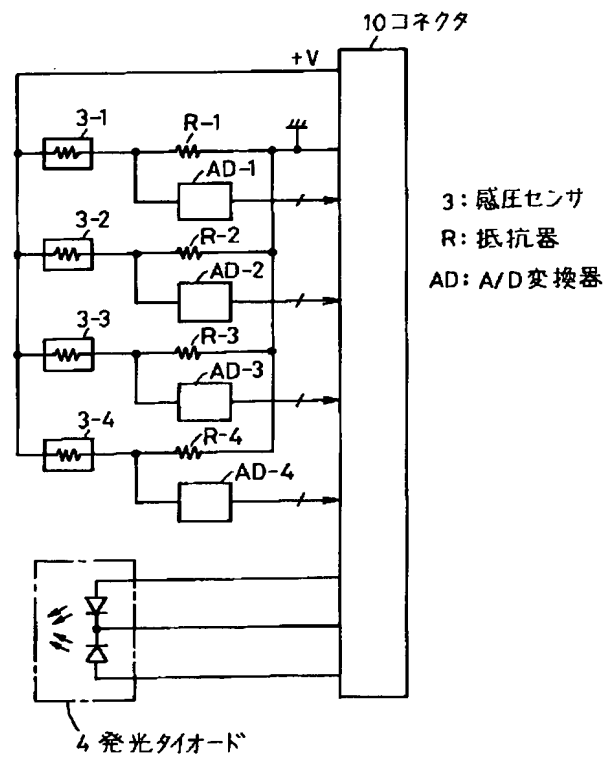 10コネクタ
+V
3-1
R-1
AD-1
3-2
R-2
AD-2
3-3
R-3
AD-3
3-4
R-4
AD-4
3:感圧センサ
R:抵抗器
AD:A/D変換器
4発光タイオード